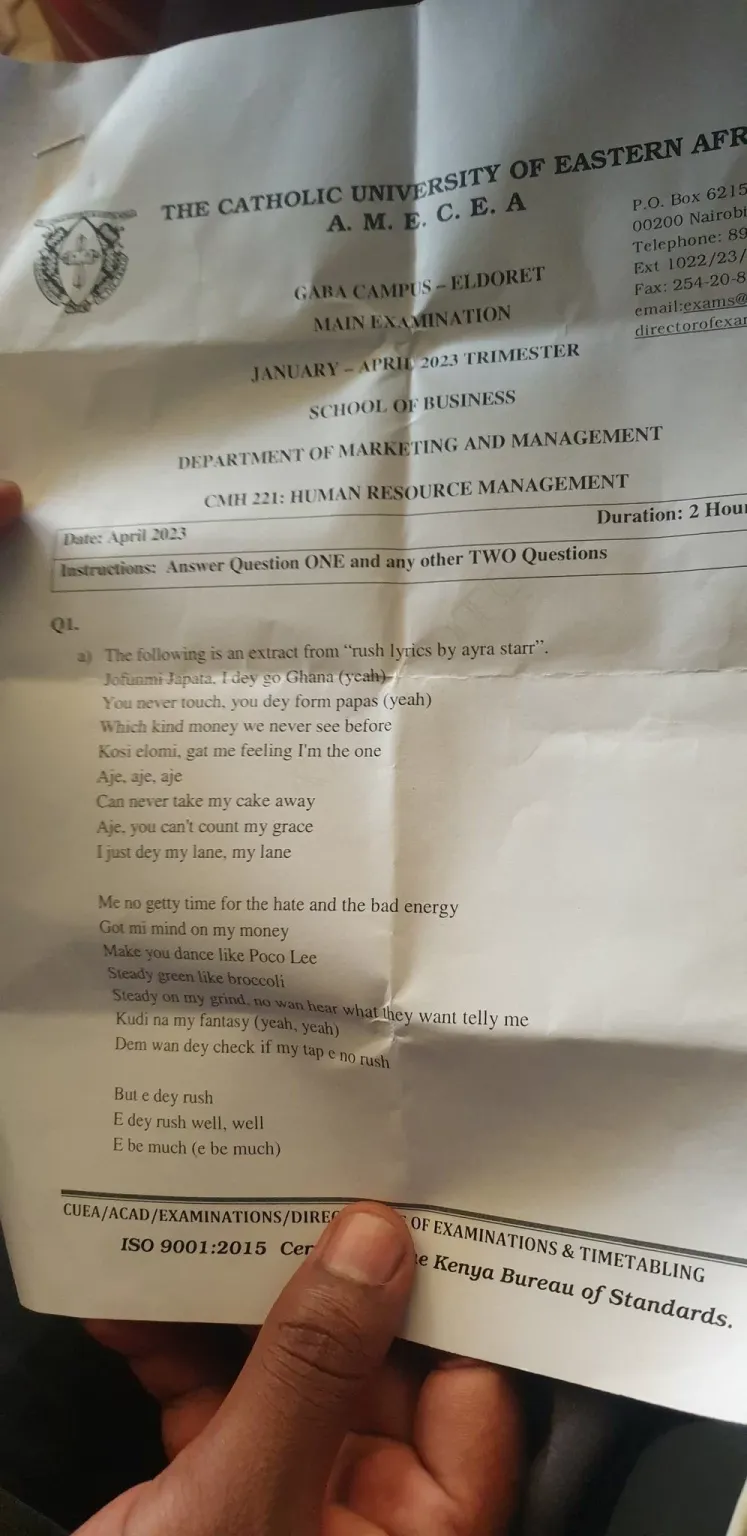 THE CATHOLIC UNIVERSITY OF EASTERN AFR
A. M. E. C. E. A
P.O. Box 6215
00200 Nairobi
Telephone: 89
Ext 1022/23/
Fax: 254-20-8
email:exams@
directorofexam
GABA CAMPUS – ELDORET
MAIN EXAMINATION
JANUARY – APRIL 2023 TRIMESTER
SCHOOL OF BUSINESS
DEPARTMENT OF MARKETING AND MANAGEMENT
CMH 221: HUMAN RESOURCE MANAGEMENT
Date: April 2023
Duration: 2 Hour
Instructions: Answer Question ONE and any other TWO Questions
Q1.
a) The following is an extract from “rush lyrics by ayra starr”.
Jofunmi Japata, I dey go Ghana (yeah)
You never touch, you dey form papas (yeah)
Which kind money we never see before
Kosi elomi, gat me feeling I'm the one
Aje, aje, aje
Can never take my cake away
Aje, you can't count my grace
I just dey my lane, my lane
Me no getty time for the hate and the bad energy
Got mi mind on my money
Make you dance like Poco Lee
Steady green like broccoli
Steady on my grind, no wan hear what they want telly me
Kudi na my fantasy (yeah, yeah)
Dem wan dey check if my tap e no rush
But e dey rush
E dey rush well, well
E be much (e be much)
CUEA/ACAD/EXAMINATIONS/DIREC OF EXAMINATIONS & TIMETABLING
ISO 9001:2015 Cer e Kenya Bureau of Standards.